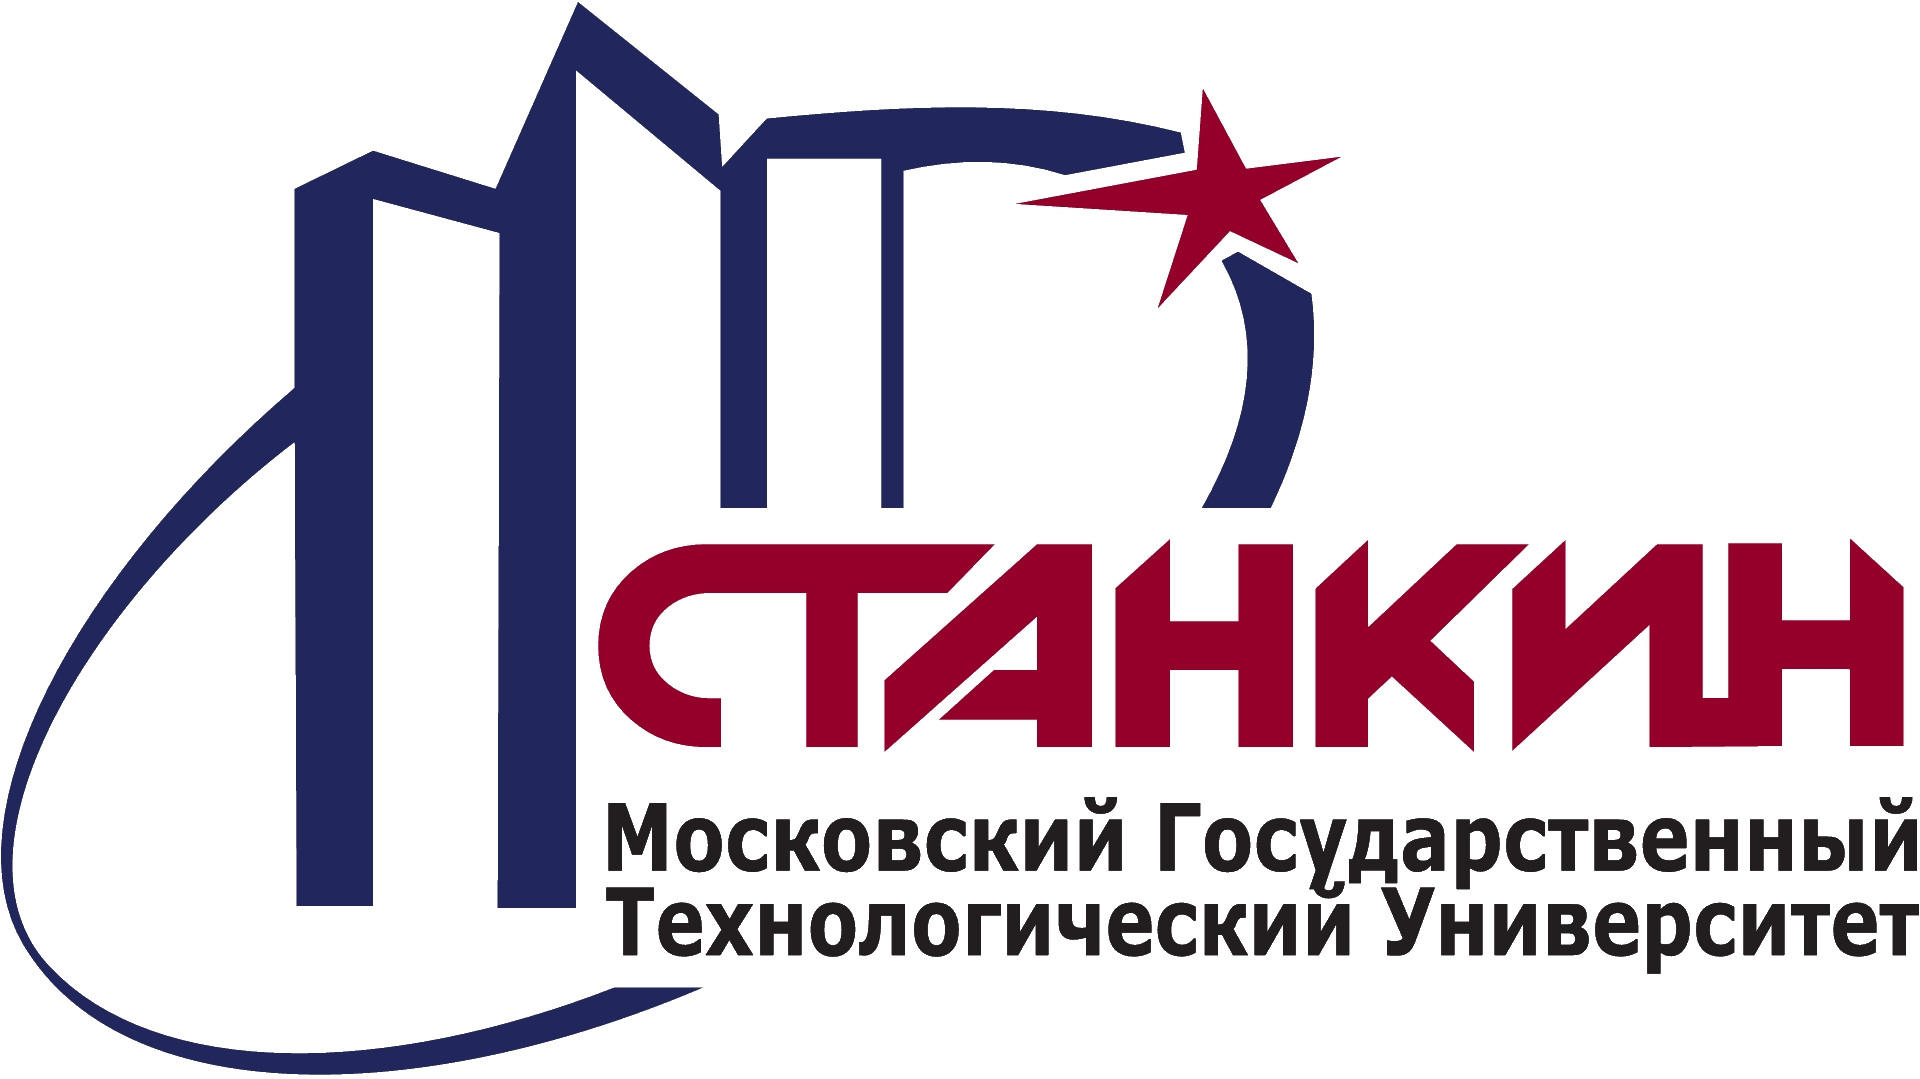 СТАНКИН
Московский Государственный
Технологический Университет